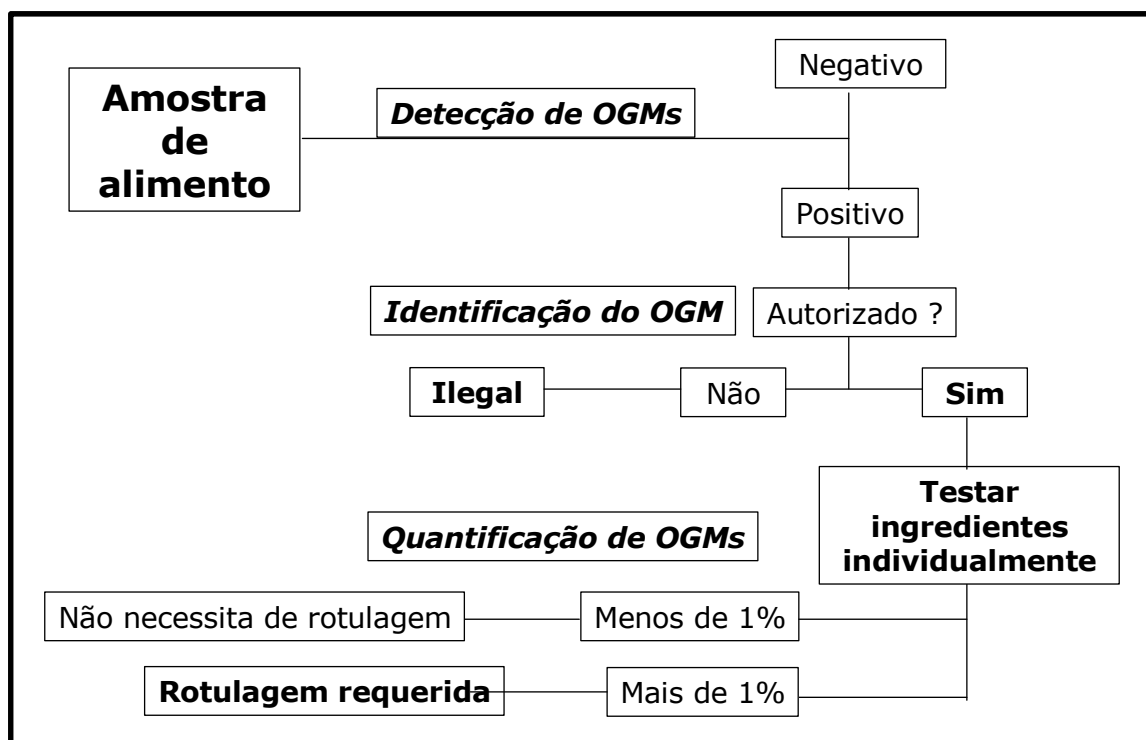 Negativo
Amostra
de
alimento
Detecção de OGMs
Positivo
Identificação do OGM
Autorizado ?
Ilegal
Não
Sim
Testar
ingredientes
individualmente
Quantificação de OGMs
Não necessita de rotulagem
Menos de 1%
Rotulagem requerida
Mais de 1%